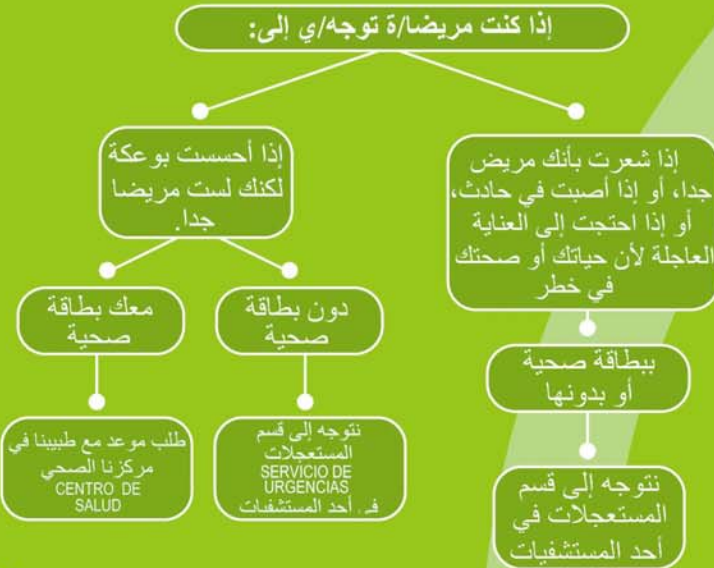 إذا كنت مريضا/ة توجه/ي إلى:
إذا شعرت بأنك مريض
جدا، أو إذا أصبت في حادث،
أو إذا احتجت إلى العناية
العاجلة لأن حياتك أو صحتك
في خطر
ببطاقة صحية
أو بدونها
نتوجه إلى قسم
المستعجلات في
أحد المستشفيات
إذا أحسست بوعكة
لكنك لست مريضا
جدا.
دون بطاقة
صحية
نتوجه إلى قسم
المستعجلات
SERVICIO DE
URGENCIAS
في أحد المستشفيات
معك بطاقة
صحية
طلب موعد مع طبيبنا في
مركزنا الصحي
CENTRO DE
SALUD